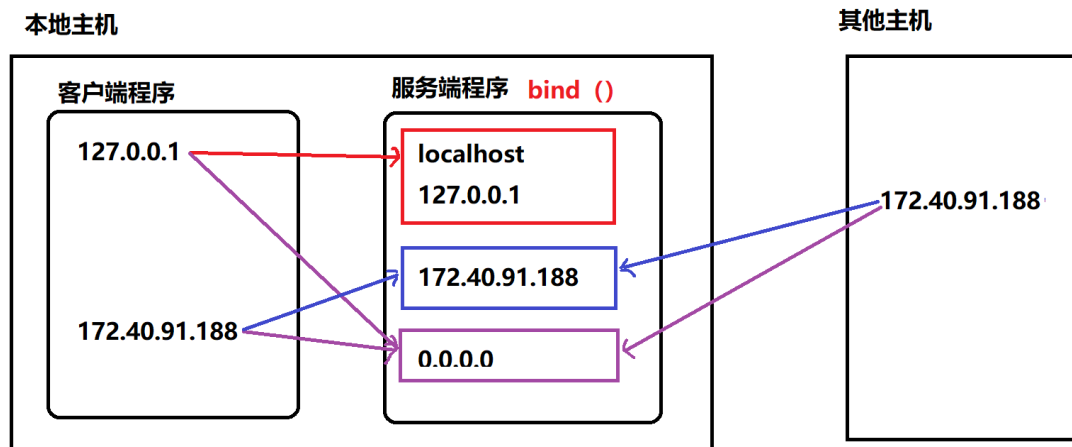 本地主机
其他主机
客户端程序
服务端程序 bind（）
127.0.0.1
localhost
127.0.0.1
172.40.91.188
172.40.91.188
172.40.91.188
0.0.0.0